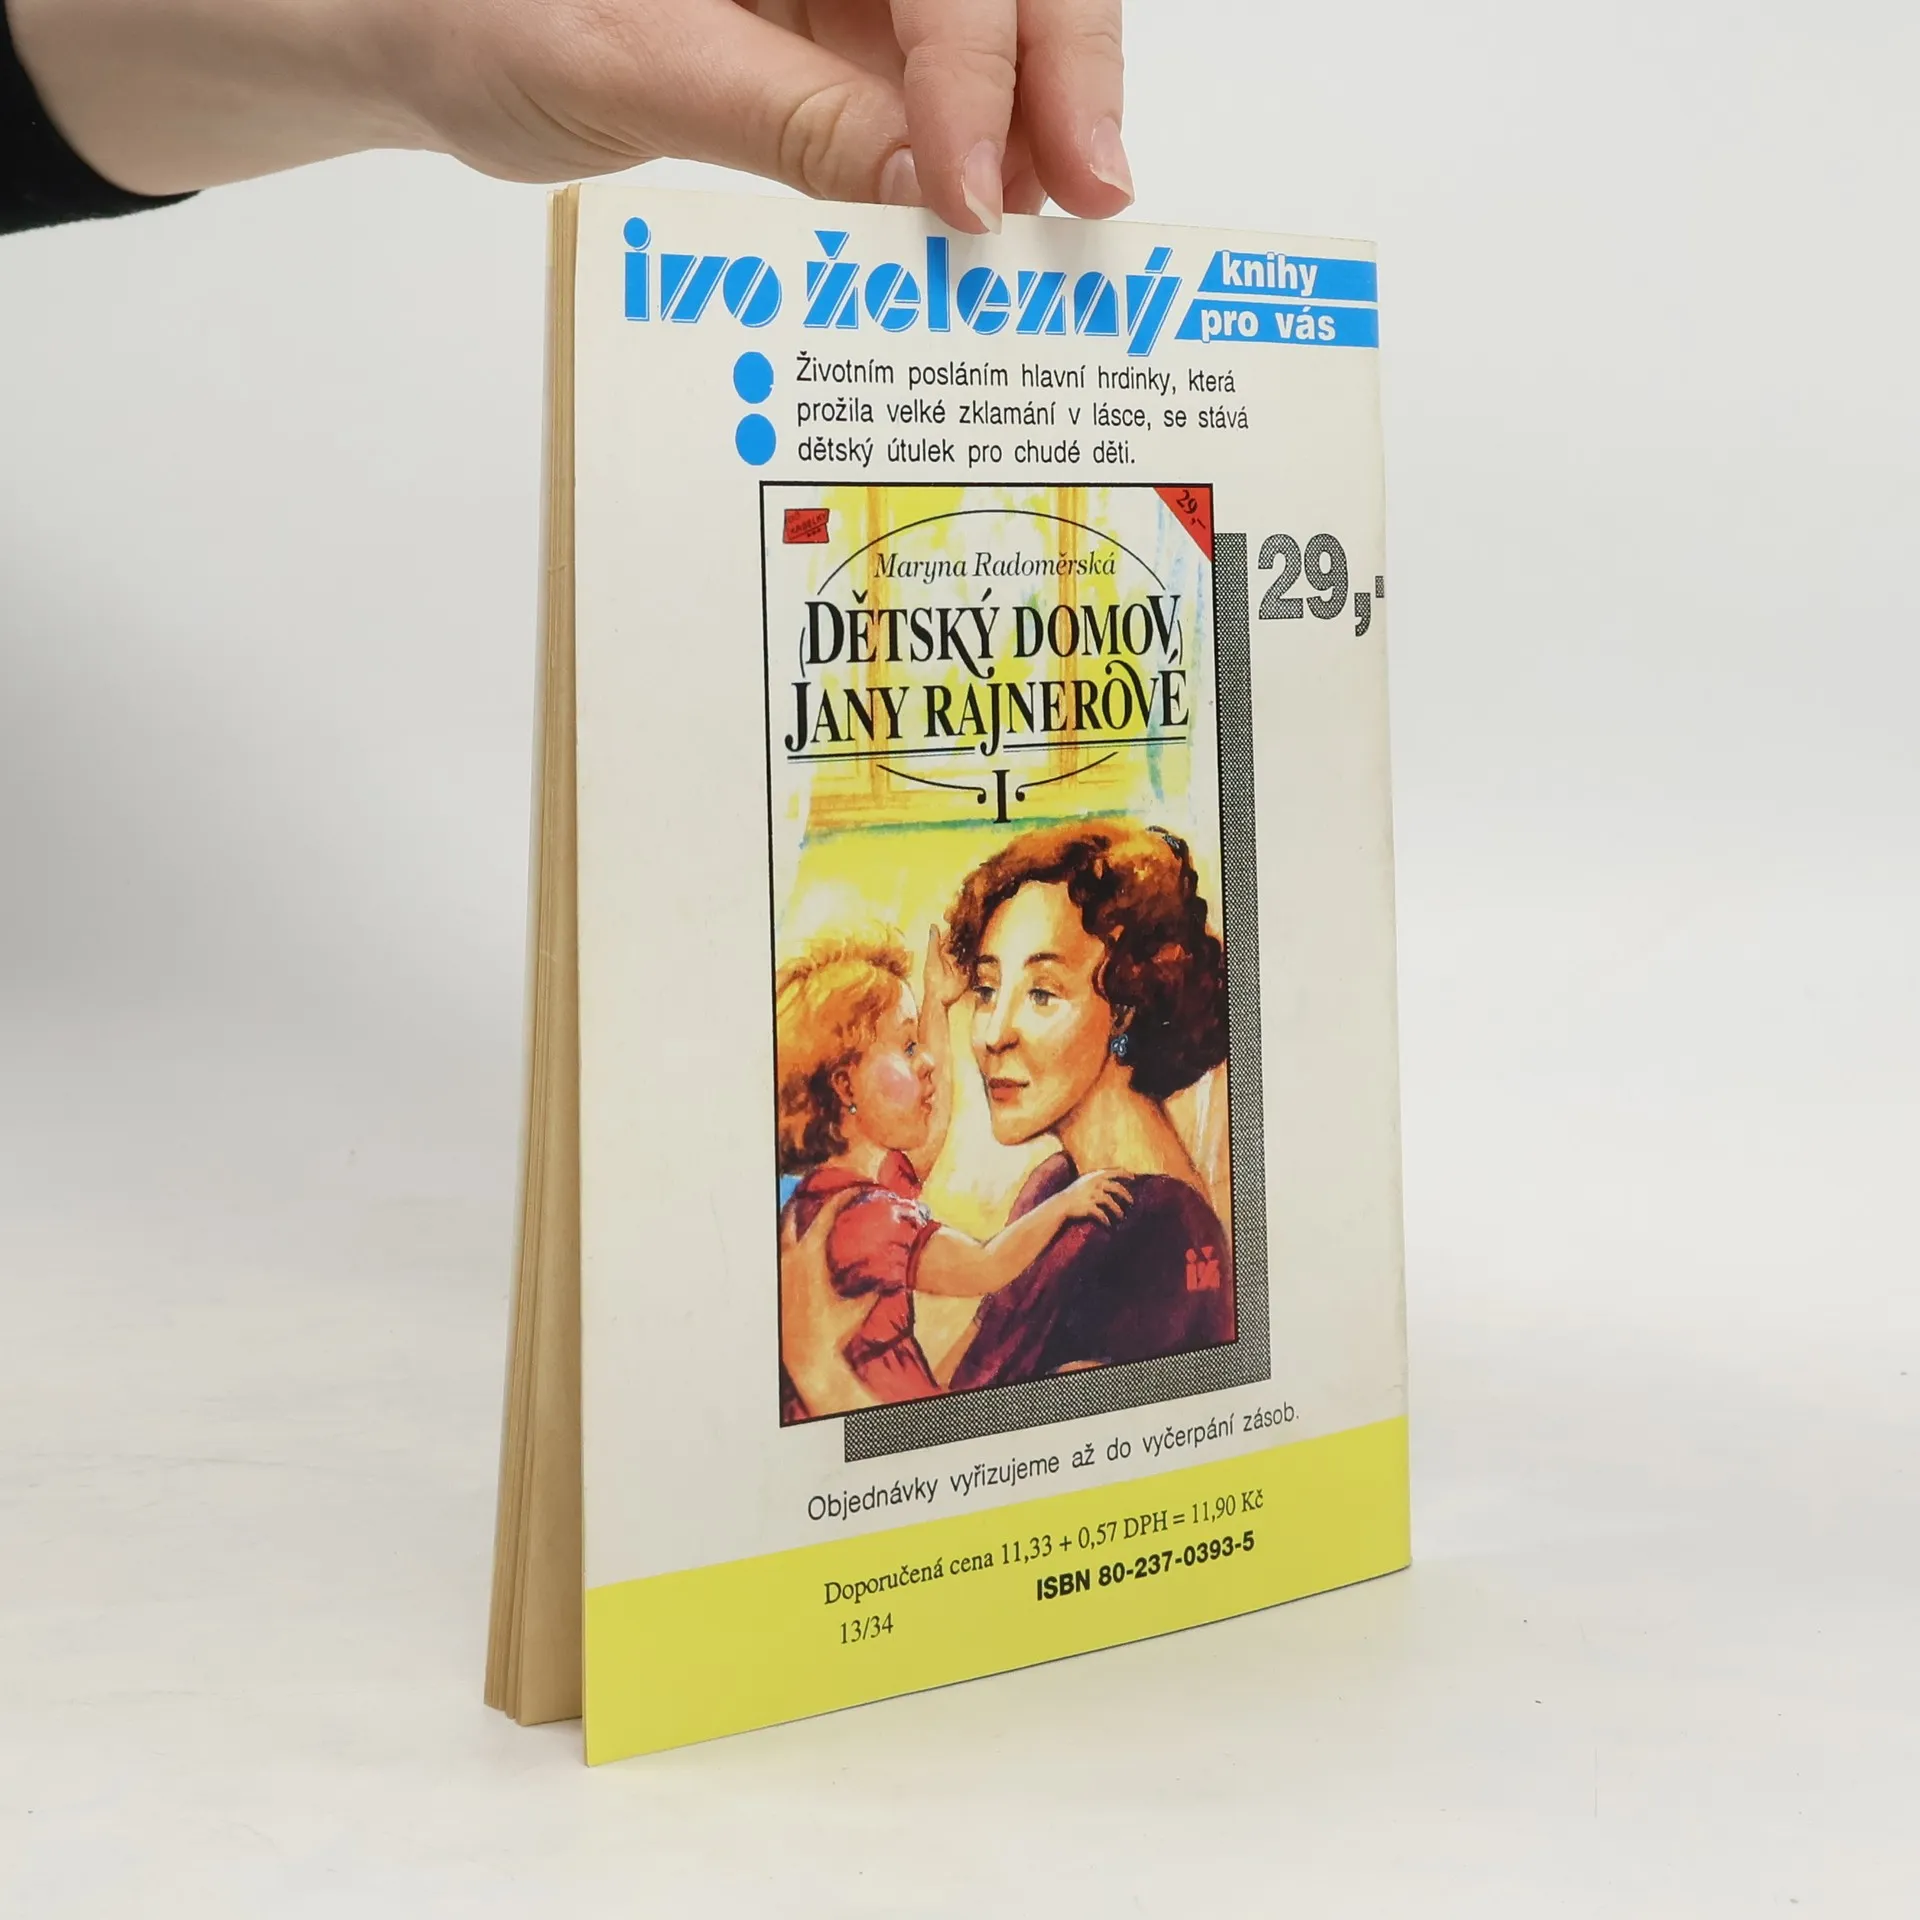 ivo železný
knihy
pro vás
Životním posláním hlavní hrdinky, která
prožila velké zklamání v lásce, se stává
dětský útulek pro chudé děti.
29,-
29,-
Maryna Radoměrská
DĚTSKÝ DOMOV
JANY RAJNEROVÉ
I
iž
Objednávky vyřizujeme až do vyčerpání zásob.
Doporučená cena 11,33 + 0,57 DPH = 11,90 Kč
ISBN 80-237-0393-5
13/34